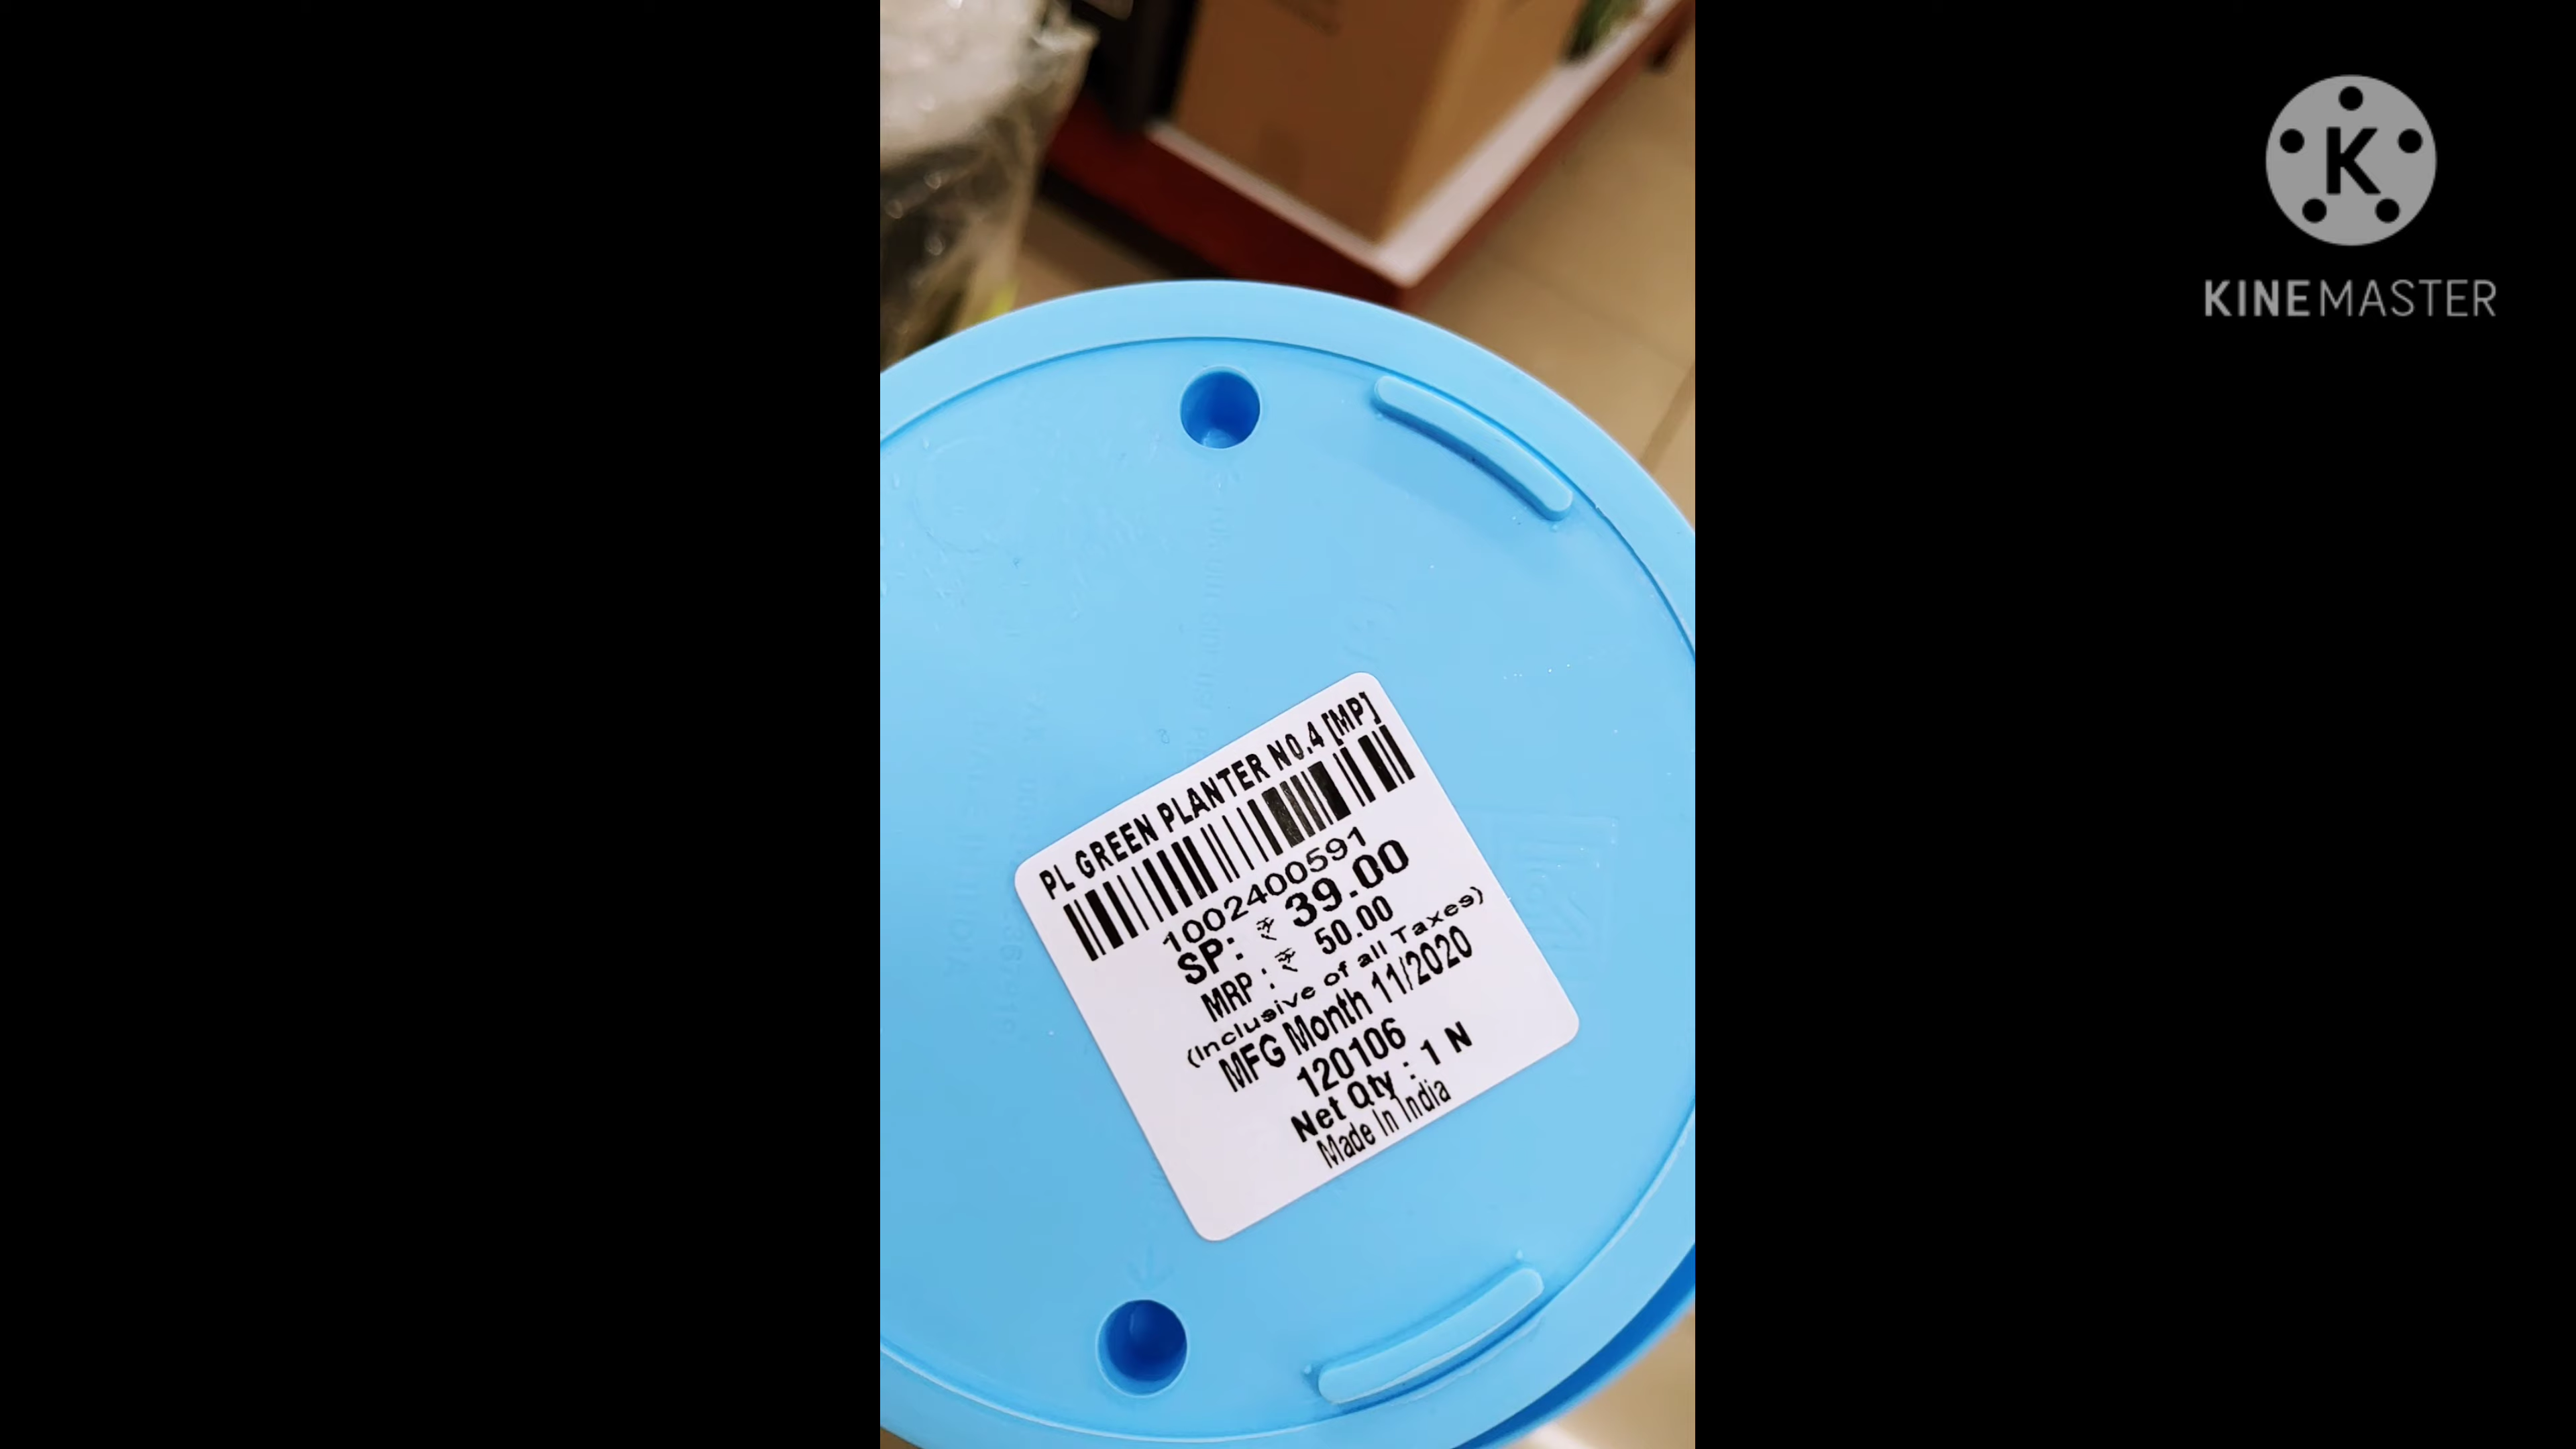 PL GREEN PLANTER NO.4 [MP]
1002400591
SP: ₹ 39.00
MRP : ₹ 50.00
(Inclusive of all Taxes)
MFG Month 11/2020
120106
Net Qty : 1 N
Made In India
K
KINEMASTER